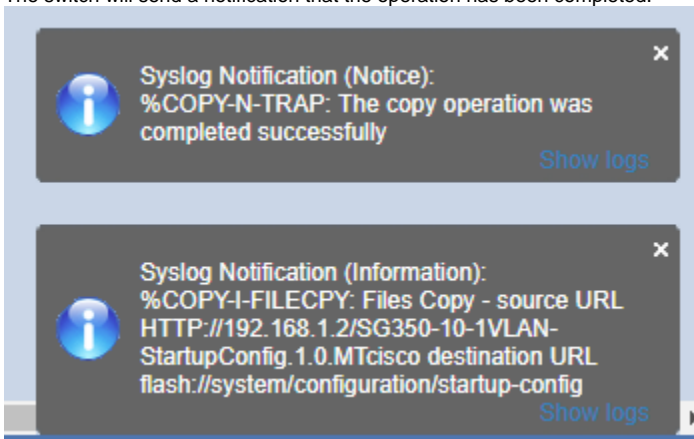 The switch will send a notification that the operation has been completed.
Syslog Notification (Notice):
%COPY-N-TRAP: The copy operation was
completed successfully
Show logs
Syslog Notification (Information):
%COPY-I-FILECPY: Files Copy - source URL
HTTP://192.168.1.2/SG350-10-1VLAN-
StartupConfig.1.0.MTcisco destination URL
flash://system/configuration/startup-config
Show logs